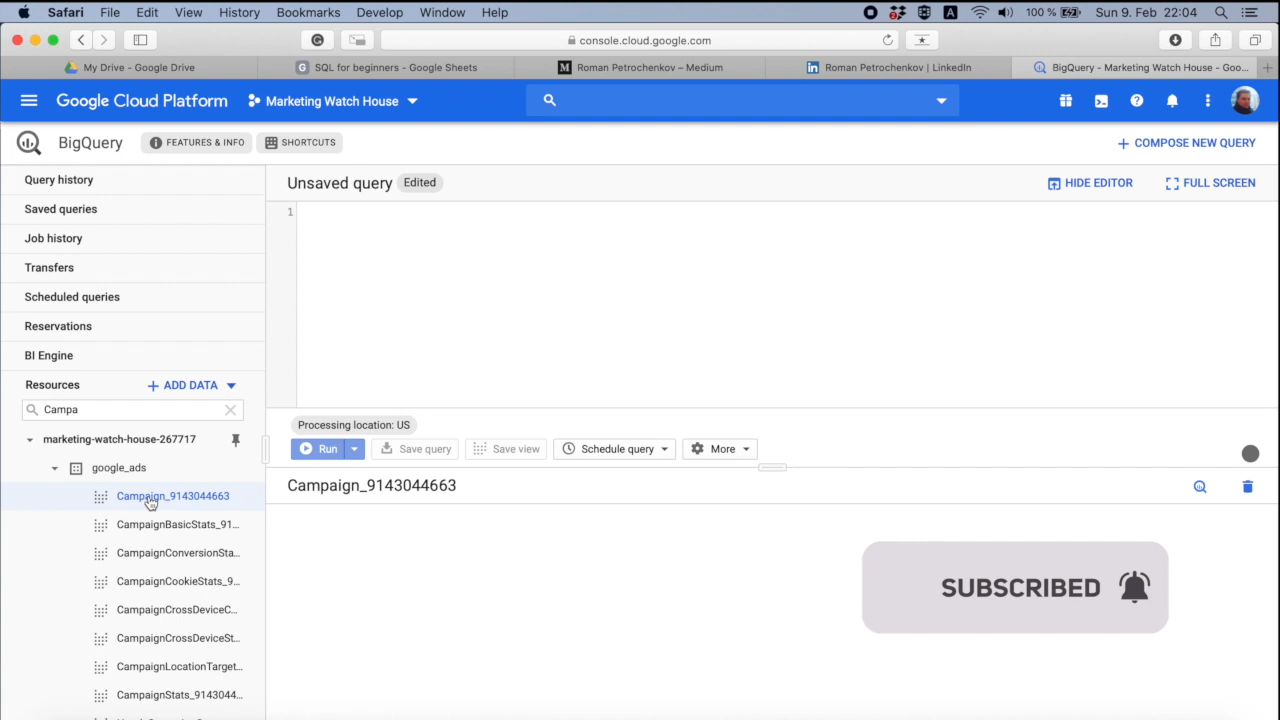 Safari File Edit View History Bookmarks Develop Window Help 2 A 100 % Sun 9. Feb 22:04
console.cloud.google.com
My Drive - Google Drive
SQL for beginners - Google Sheets
Roman Petrochenkov – Medium
Roman Petrochenkov | LinkedIn
BigQuery - Marketing Watch House - Goo...
Google Cloud Platform Marketing Watch House
BigQuery FEATURES & INFO SHORTCUTS + COMPOSE NEW QUERY
Query history
Saved queries
Job history
Transfers
Scheduled queries
Reservations
BI Engine
Resources + ADD DATA
Campa
marketing-watch-house-267717
google_ads
Campaign_9143044663
CampaignBasicStats_91...
CampaignConversionSta...
CampaignCookieStats_9...
CampaignCrossDeviceC...
CampaignCrossDeviceSt...
CampaignLocationTarget...
CampaignStats_9143044...
Unsaved query Edited HIDE EDITOR FULL SCREEN
1
Processing location: US
Run Save query Save view Schedule query More
Campaign_9143044663
SUBSCRIBED